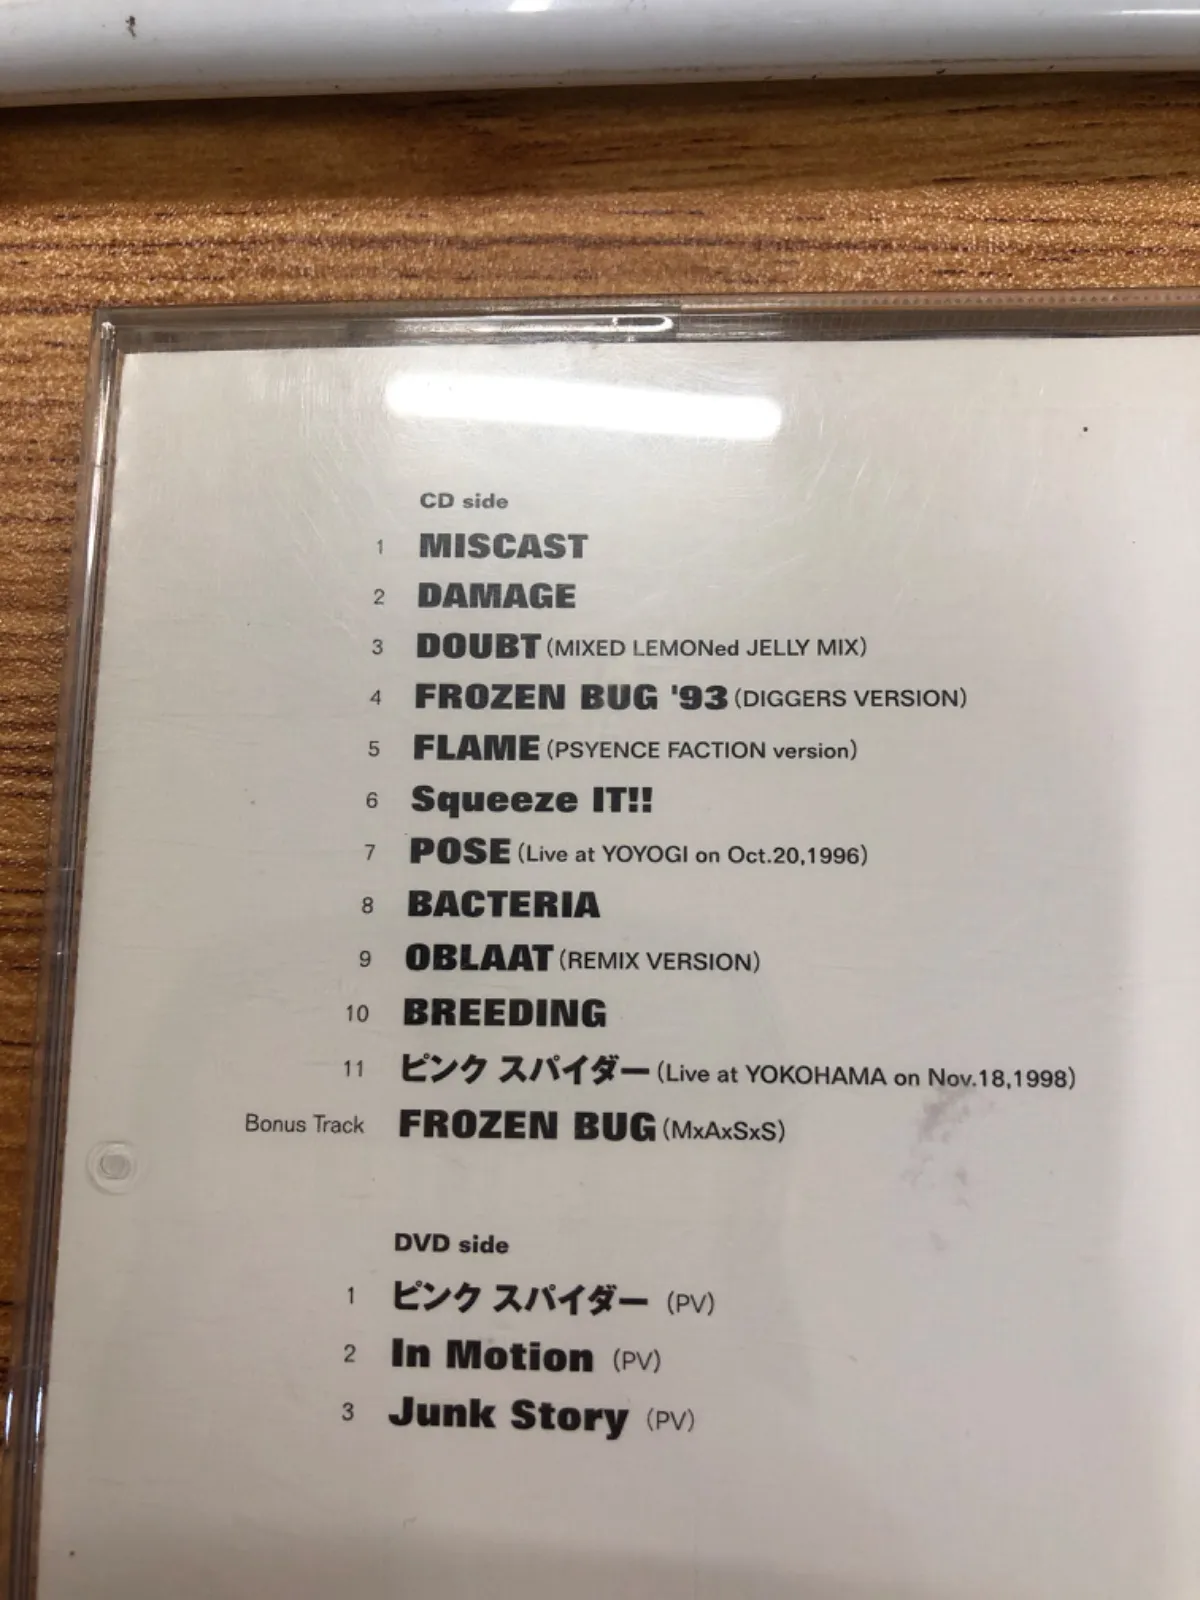 CD side
1 MISCAST
2 DAMAGE
3 DOUBT (MIXED LEMONed JELLY MIX)
4 FROZEN BUG '93 (DIGGERS VERSION)
5 FLAME (PSYENCE FACTION version)
6 Squeeze IT!!
7 POSE (Live at YOYOGI on Oct.20,1996)
8 BACTERIA
9 OBLAAT (REMIX VERSION)
10 BREEDING
11 ピンク スパイダー (Live at YOKOHAMA on Nov.18,1998)
Bonus Track FROZEN BUG (MxAxSxS)
DVD side
1 ピンク スパイダー (PV)
2 In Motion (PV)
3 Junk Story (PV)